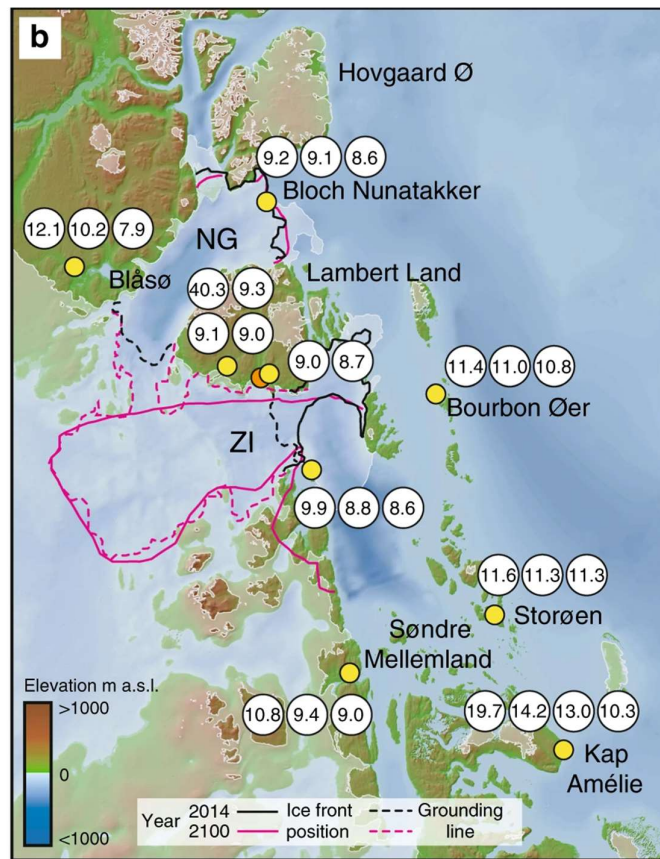 b
Hovgaard Ø
9.2 9.1 8.6
Bloch Nunatakker
12.1 10.2 7.9
NG
Blåsø
Lambert Land
40.3 9.3
9.1 9.0
9.0 8.7
11.4 11.0 10.8
Bourbon Øer
ZI
9.9 8.8 8.6
11.6 11.3 11.3
Storøen
Søndre
Mellemland
10.8 9.4 9.0
19.7 14.2 13.0 10.3
Kap
Amélie
Elevation m a.s.l.
>1000
0
<1000
Year 2014 Ice front Grounding
2100 position line